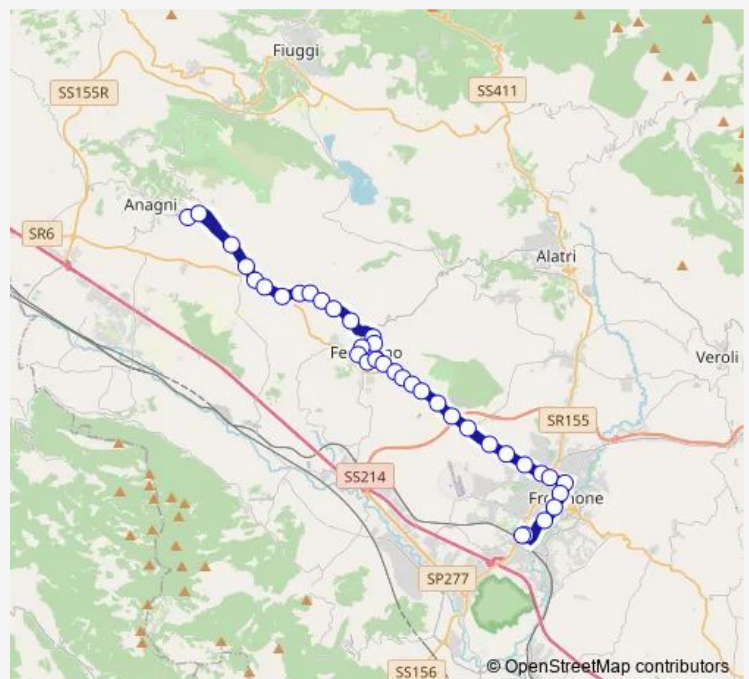 Fiuggi
SS155R
SS411
Anagni
SR6
Alatri
Veroli
SR155
SS214
SP277
SS156
© OpenStreetMap contributors